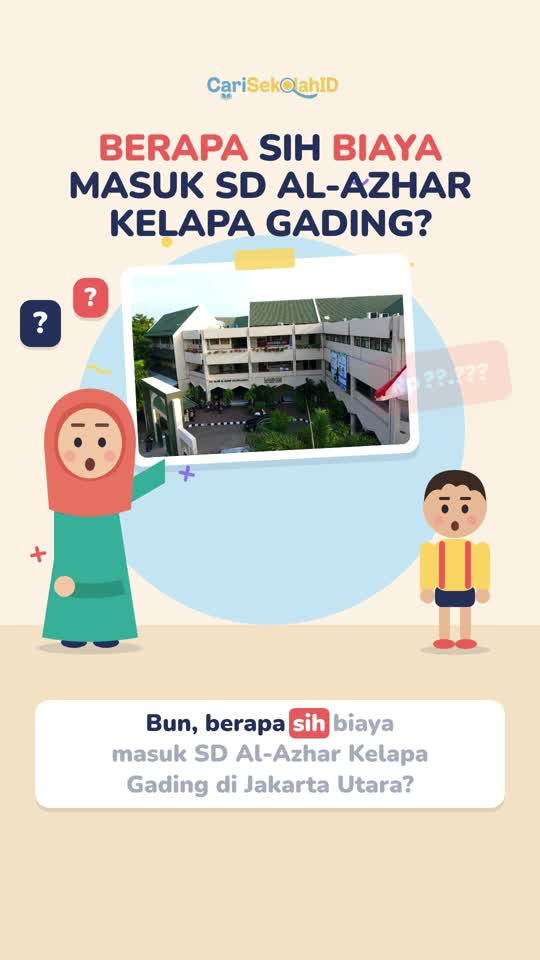 CariSekolahID
BERAPA SIH BIAYA
MASUK SD AL-AZHAR
KELAPA GADING?
?
?
Rp ??.???
Bun, berapa sih biaya
masuk SD Al-Azhar Kelapa
Gading di Jakarta Utara?